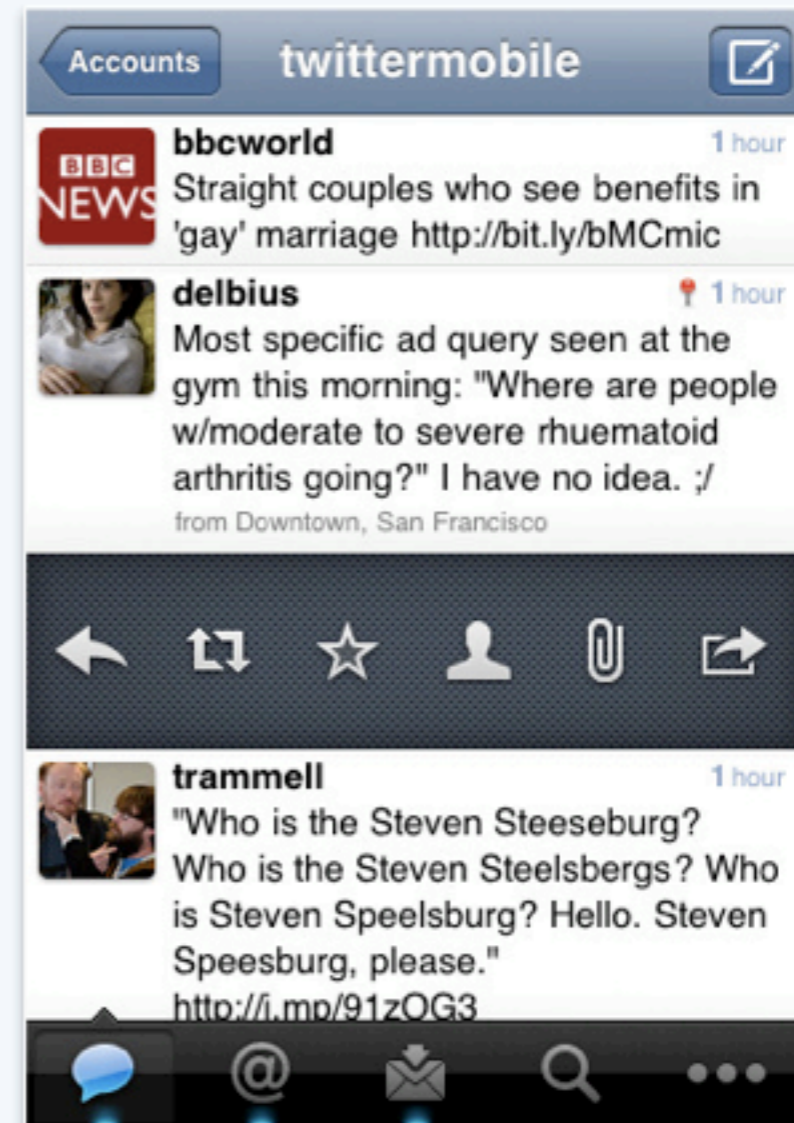 Accounts
twittermobile
BBC
NEWS
bbcworld
1 hour
Straight couples who see benefits in
'gay' marriage http://bit.ly/bMCmic
delbius
1 hour
Most specific ad query seen at the
gym this morning: "Where are people
w/moderate to severe rhuematoid
arthritis going?" I have no idea. ;/
from Downtown, San Francisco
trammell
1 hour
"Who is the Steven Steeseburg?
Who is the Steven Steelsbergs? Who
is Steven Speelsburg? Hello. Steven
Speesburg, please."
http://j.mp/91zOG3
@